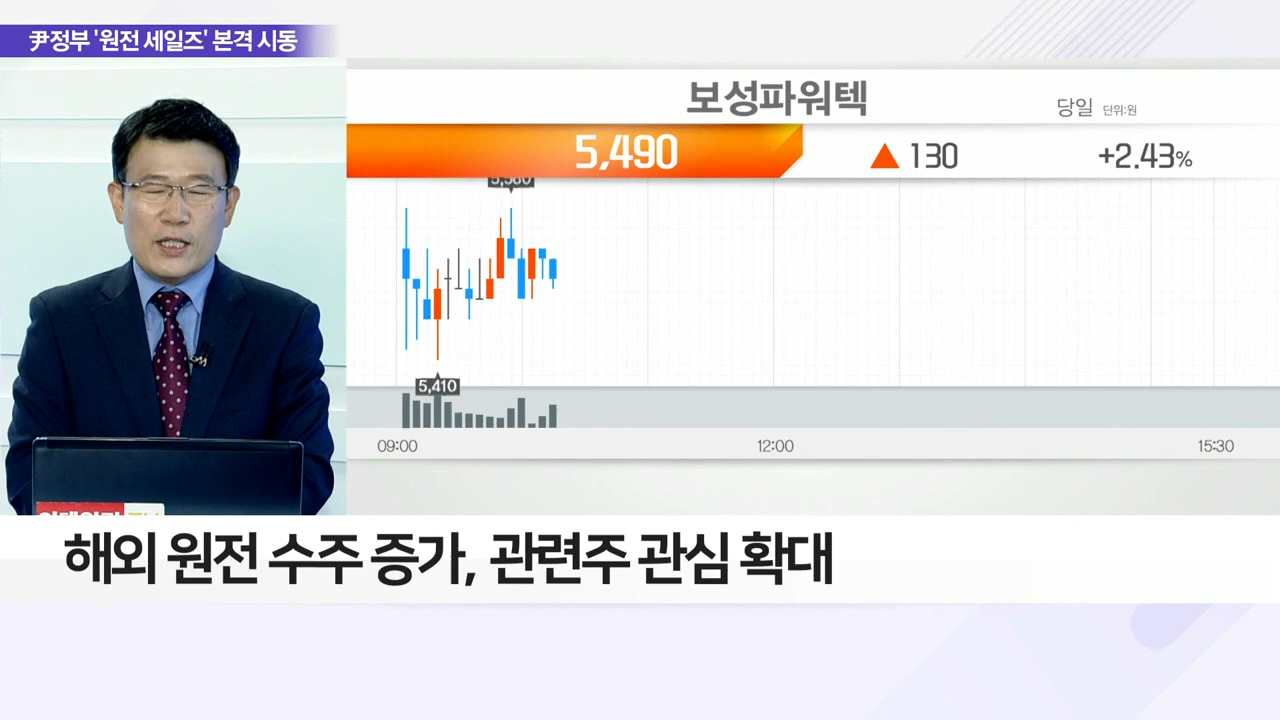 尹정부 '원전 세일즈' 본격 시동
보성파워텍
당일 단위:원
5,490 ▲ 130 +2.43%
5,580
5,410
09:00 12:00 15:30
해외 원전 수주 증가, 관련주 관심 확대